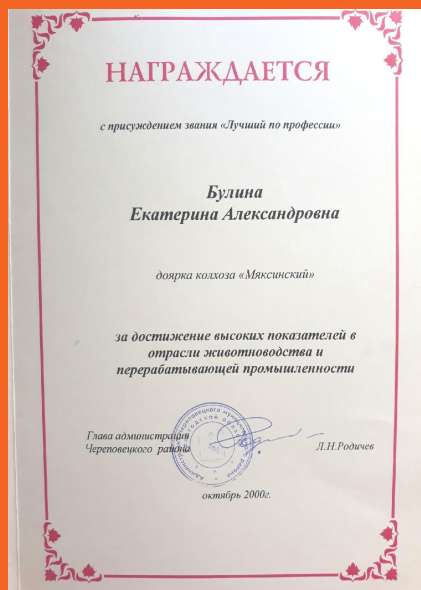 НАГРАЖДАЕТСЯ
с присуждением звания «Лучший по профессии»
Булина
Екатерина Александровна
доярка колхоза «Мяксинский»
за достижение высоких показателей в
отрасли животноводства и
перерабатывающей промышленности
Глава администрации
Череповецкого района
Л.Н.Родичев
октябрь 2000г.